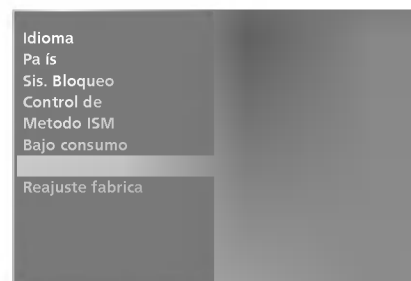 Idioma
Pa ís
Sis. Bloqueo
Control de
Metodo ISM
Bajo consumo
Reajuste fabrica